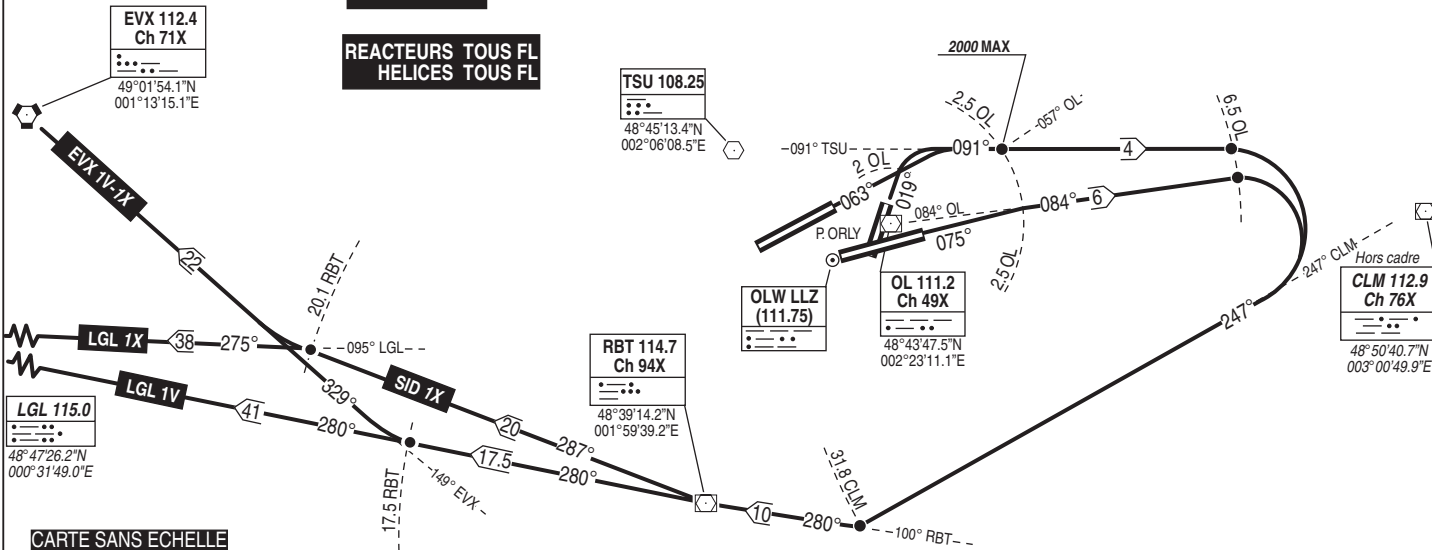 EVX 112.4
Ch 71X
49°01'54.1"N
001°13'15.1"E
REACTEURS TOUS FL
HELICES TOUS FL
TSU 108.25
48°45'13.4"N
002°06'08.5"E
2000 MAX
2.5 OL
057° OL
6.5 OL
091° TSU
091°
4
2 OL
063°
019°
084° OL
084°
6
P. ORLY
075°
2.5 OL
247° CLM
Hors cadre
CLM 112.9
Ch 76X
48°50'40.7"N
003°00'49.9"E
OLW LLZ
(111.75)
OL 111.2
Ch 49X
48°43'47.5"N
002°23'11.1"E
247°
EVX 1V-1X
22
20.1 RBT
LGL 1X
38
275°
095° LGL
SID 1X
20
287°
RBT 114.7
Ch 94X
48°39'14.2"N
001°59'39.2"E
LGL 1V
41
280°
329°
17.5
280°
LGL 115.0
48°47'26.2"N
000°31'49.0"E
17.5 RBT
149° EVX
10
280°
31.8 CLM
100° RBT
CARTE SANS ECHELLE